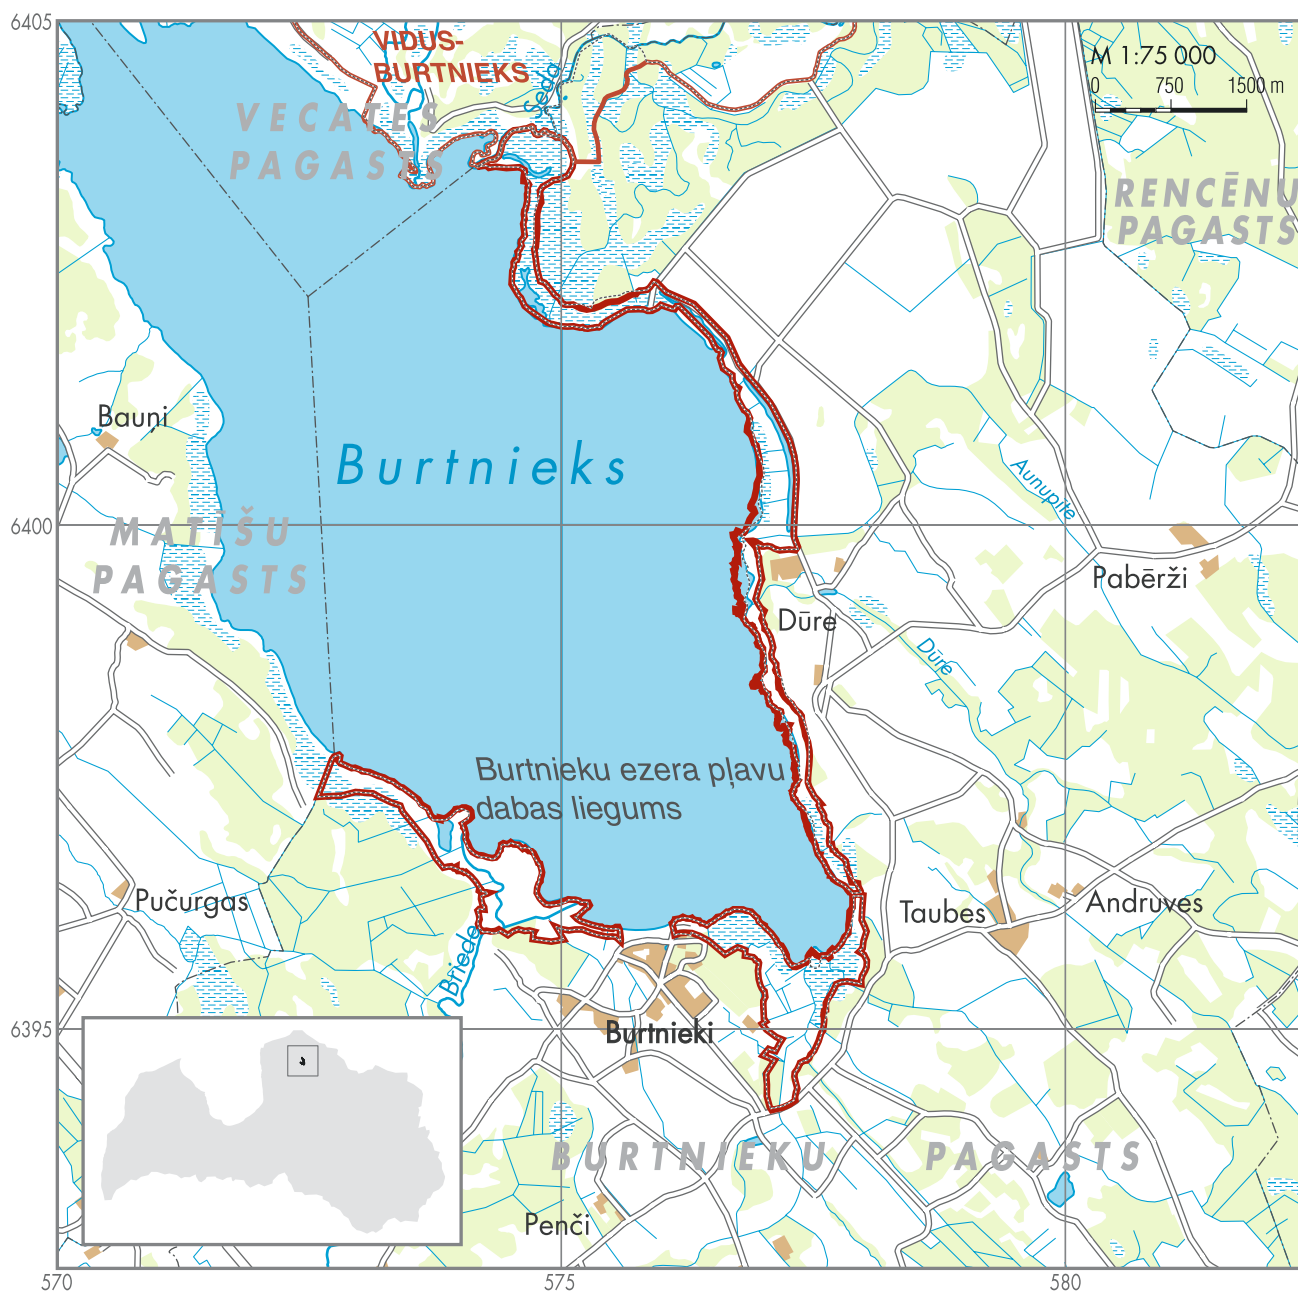 6405
VIDUS-
BURTNIEKS
Seda
M 1:75 000
0 750 1500 m
VECATES
PAGASTS
RENCĒNU
PAGASTS
Bauņi
Burtnieks
Aunupīte
6400
MATĪŠU
PAGASTS
Pabērži
Dūre
Dūre
Burtnieku ezera pļavu
dabas liegums
Pučurgas
Taubes
Andruves
Briede
6395
Burtnieki
BURTNIEKU PAGASTS
Penči
570
575
580